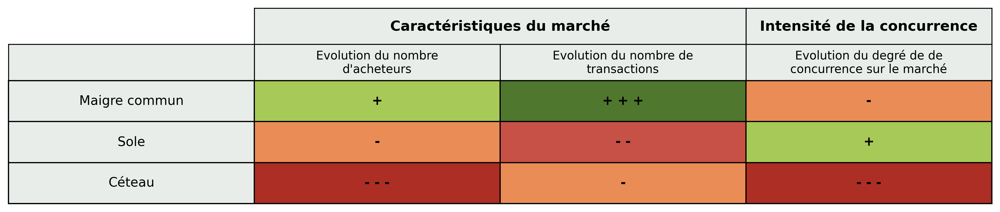 Caractéristiques du marché
Intensité de la concurrence
Evolution du nombre
d'acheteurs
Evolution du nombre de
transactions
Evolution du degré de de
concurrence sur le marché
Maigre commun
+
+ + +
-
Sole
-
- -
+
Céteau
- - -
-
- - -